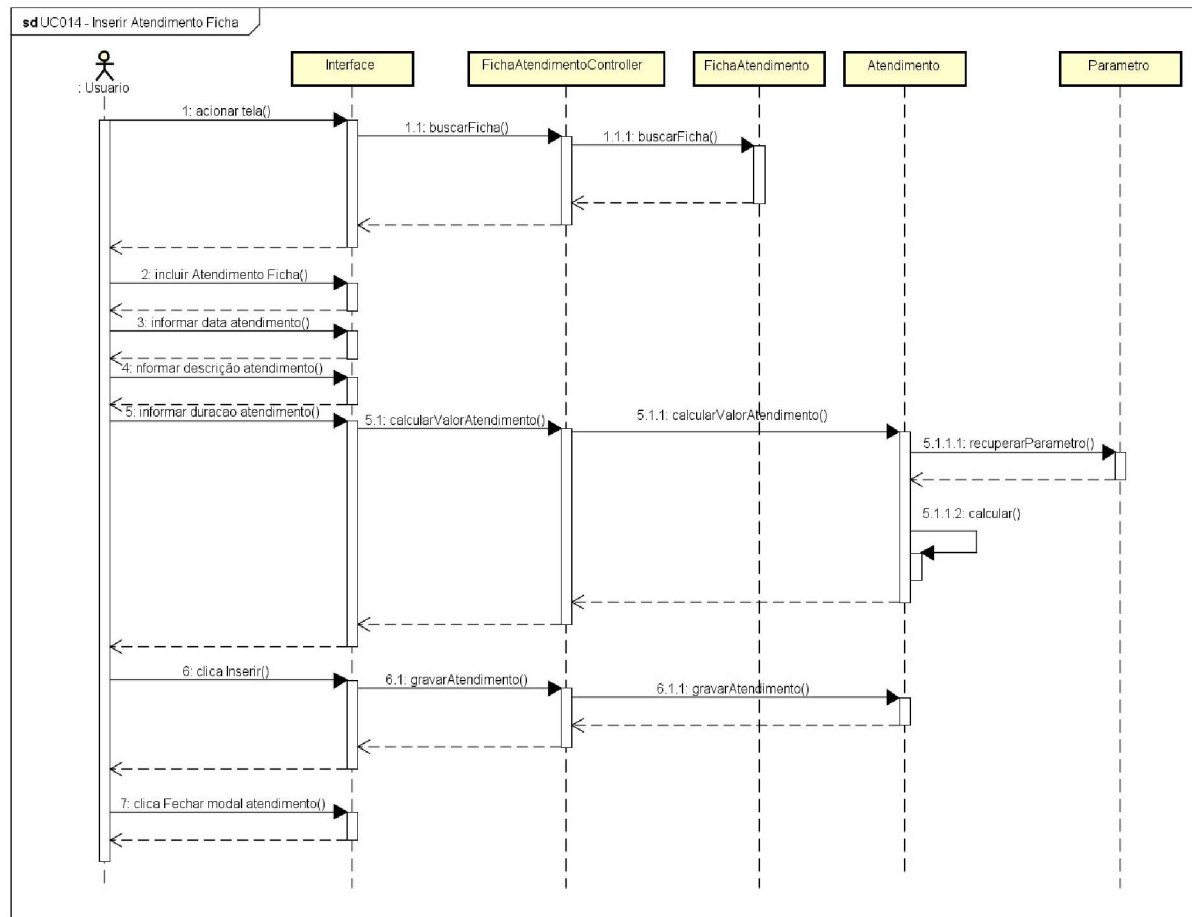 sd UC014 - Inserir Atendimento Ficha
: Usuario
Interface
FichaAtendimentoController
FichaAtendimento
Atendimento
Parametro
1: acionar tela()
1.1: buscarFicha()
1.1.1: buscarFicha()
2: incluir Atendimento Ficha()
3: informar data atendimento()
4: nformar descrição atendimento()
5: informar duracao atendimento()
5.1: calcularValorAtendimento()
5.1.1: calcularValorAtendimento()
5.1.1.1: recuperarParametro()
5.1.1.2: calcular()
6: clica Inserir()
6.1: gravarAtendimento()
6.1.1: gravarAtendimento()
7: clica Fechar modal atendimento()